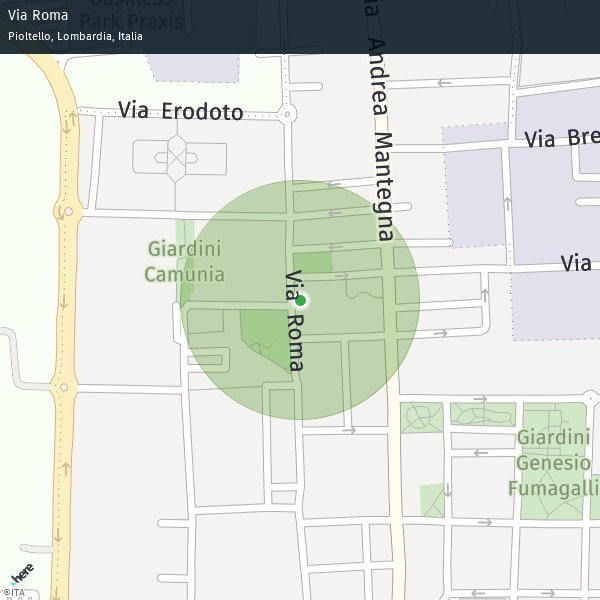 Via Roma
Pioltello, Lombardia, Italia
Business
Park Praxis
Via Andrea Mantegna
Via Erodoto
Via Bre
Giardini
Camunia
Via
Via Roma
Giardini
Genesio
Fumagalli
here
©ITA